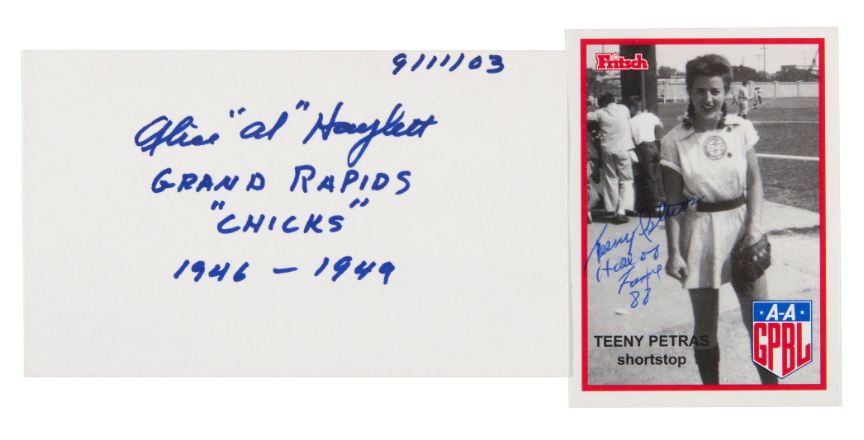 9/11/03
Alice "Al" Haylett
GRAND RAPIDS
"CHICKS"
1946 - 1949
Fritsch
Teeny Petras
Hall of
Fame
88
TEENY PETRAS
shortstop
A-A
GPBL